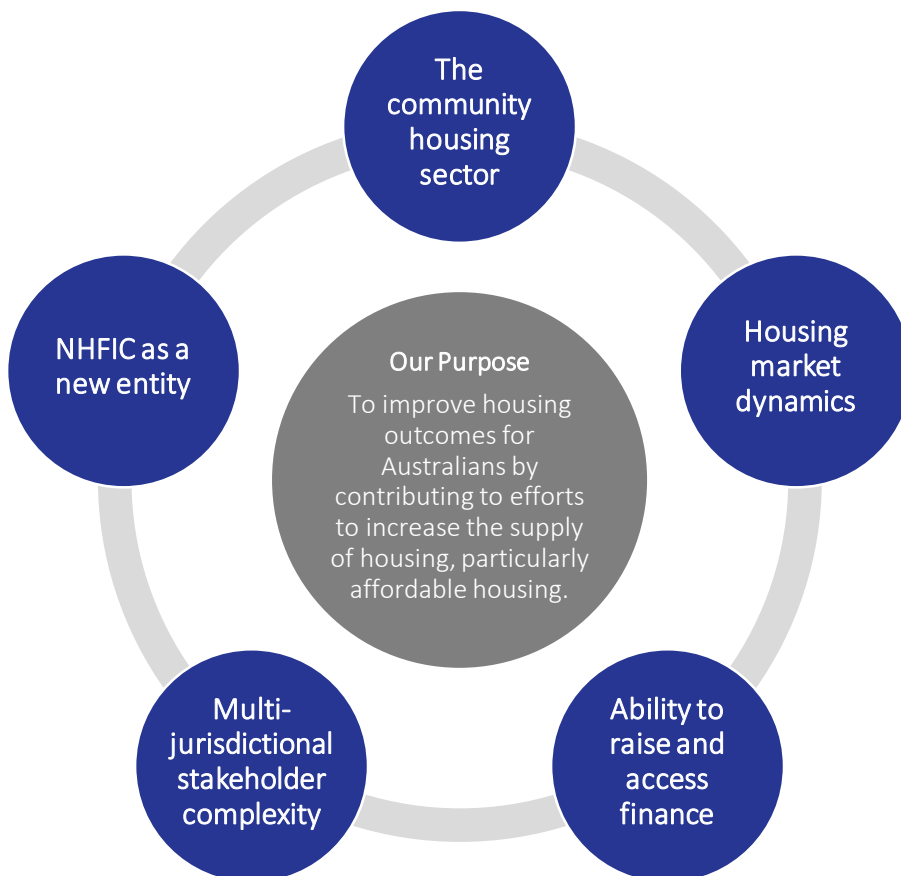 The
community
housing
sector
Housing
market
dynamics
Ability to
raise and
access
finance
Multi-
jurisdictional
stakeholder
complexity
NHFIC as a
new entity
Our Purpose
To improve housing
outcomes for
Australians by
contributing to efforts
to increase the supply
of housing, particularly
affordable housing.